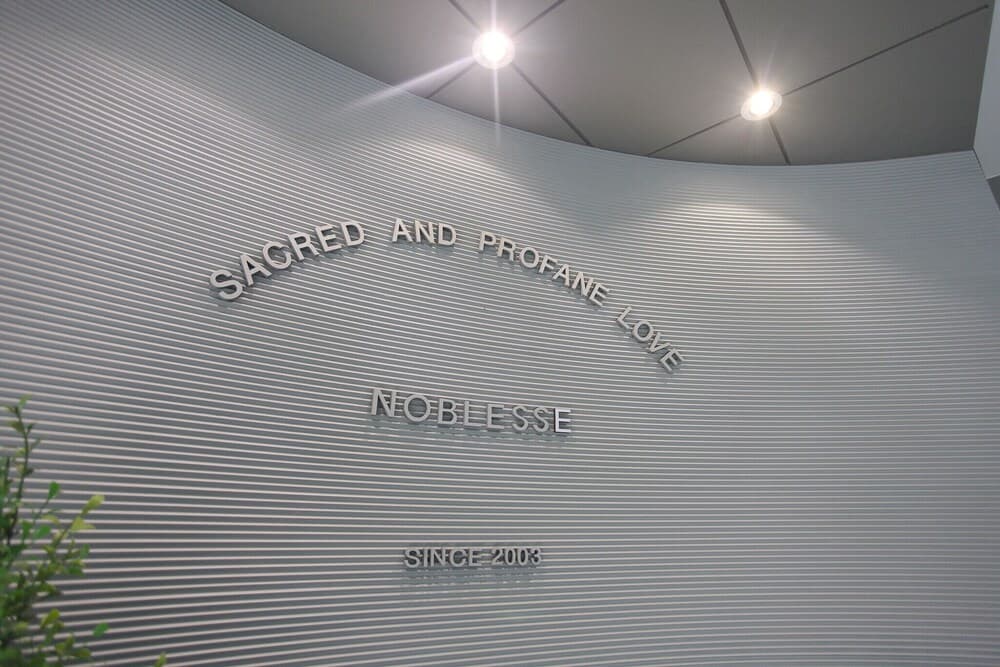 SACRED AND PROFANE LOVE
NOBLESSE
SINCE 2003